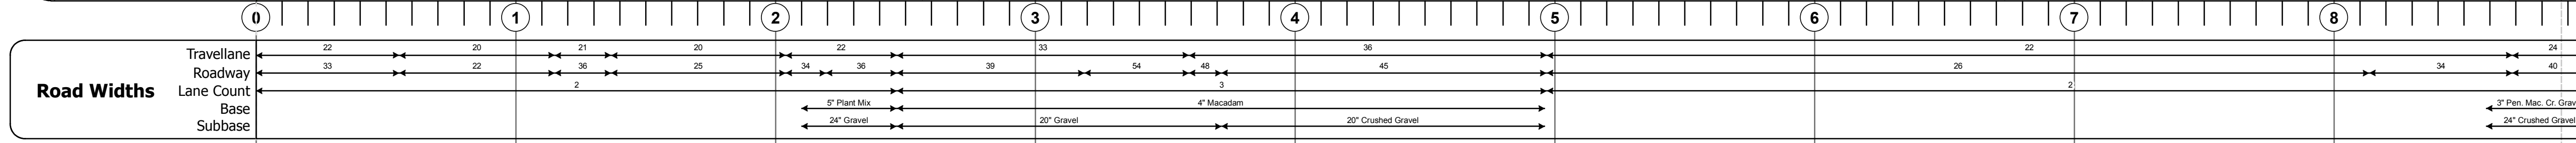 0 1 2 3 4 5 6 7 8
Road Widths
Travellane 22 20 21 20 22 33 36 22 24
Roadway 33 22 36 25 34 36 39 54 48 45 26 34 40
Lane Count 2 3 2
Base 5" Plant Mix 4" Macadam 3" Pen. Mac. Cr. Grav
Subbase 24" Gravel 20" Gravel 20" Crushed Gravel 24" Crushed Gravel